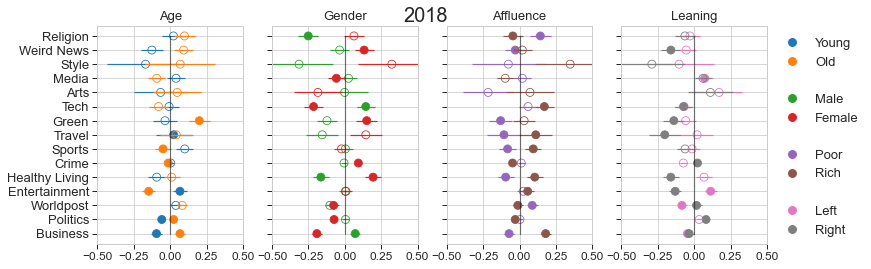 2018
Age
Gender
Affluence
Leaning
Religion
Weird News
Style
Media
Arts
Tech
Green
Travel
Sports
Crime
Healthy Living
Entertainment
Worldpost
Politics
Business
−0.50 −0.25 0.00 0.25 0.50
−0.50 −0.25 0.00 0.25 0.50
−0.50 −0.25 0.00 0.25 0.50
−0.50 −0.25 0.00 0.25 0.50
Young
Old
Male
Female
Poor
Rich
Left
Right